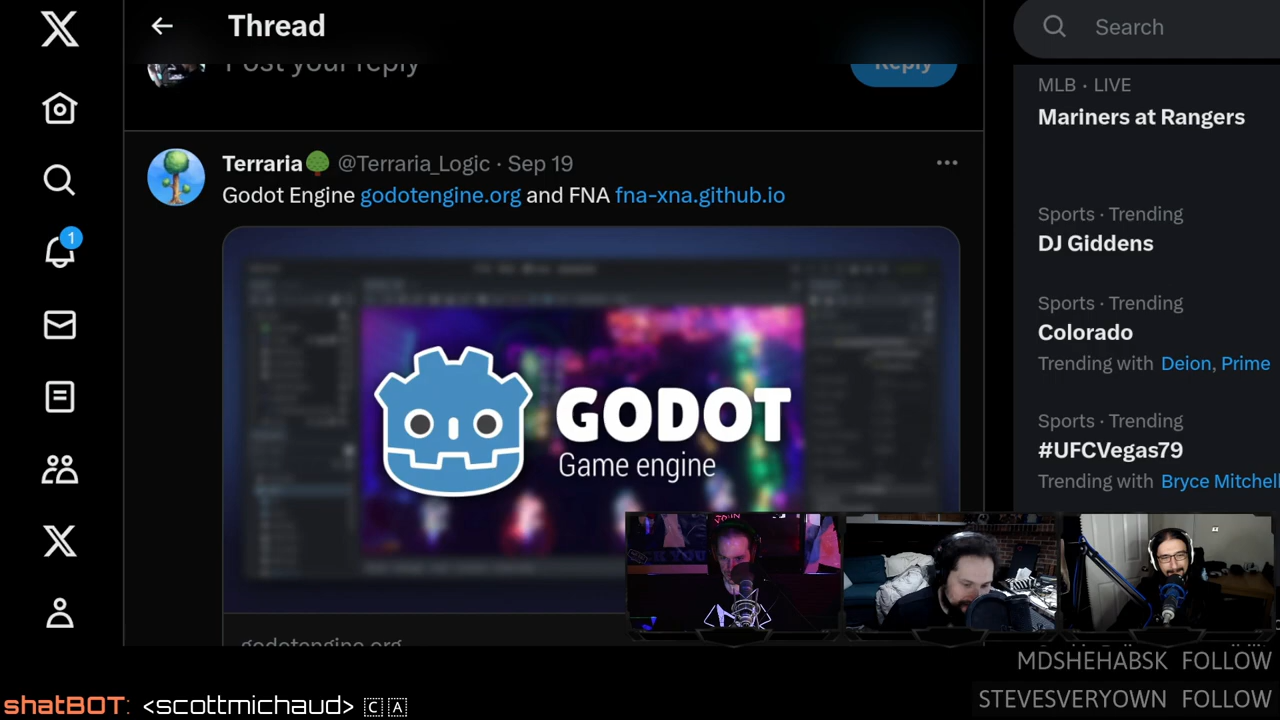 Thread
Search
Post your reply
Reply
MLB · LIVE
Mariners at Rangers
Terraria🌳 @Terraria_Logic · Sep 19
Godot Engine godotengine.org and FNA fna-xna.github.io
Sports · Trending
DJ Giddens
Sports · Trending
Colorado
Trending with Deion, Prime
GODOT
Game engine
Sports · Trending
#UFCVegas79
Trending with Bryce Mitchell
1
godotengine.org
MDSHEHABSK FOLLOW
STEVESVERYOWN FOLLOW
shatBOT: <scottmichaud> 🇨🇦